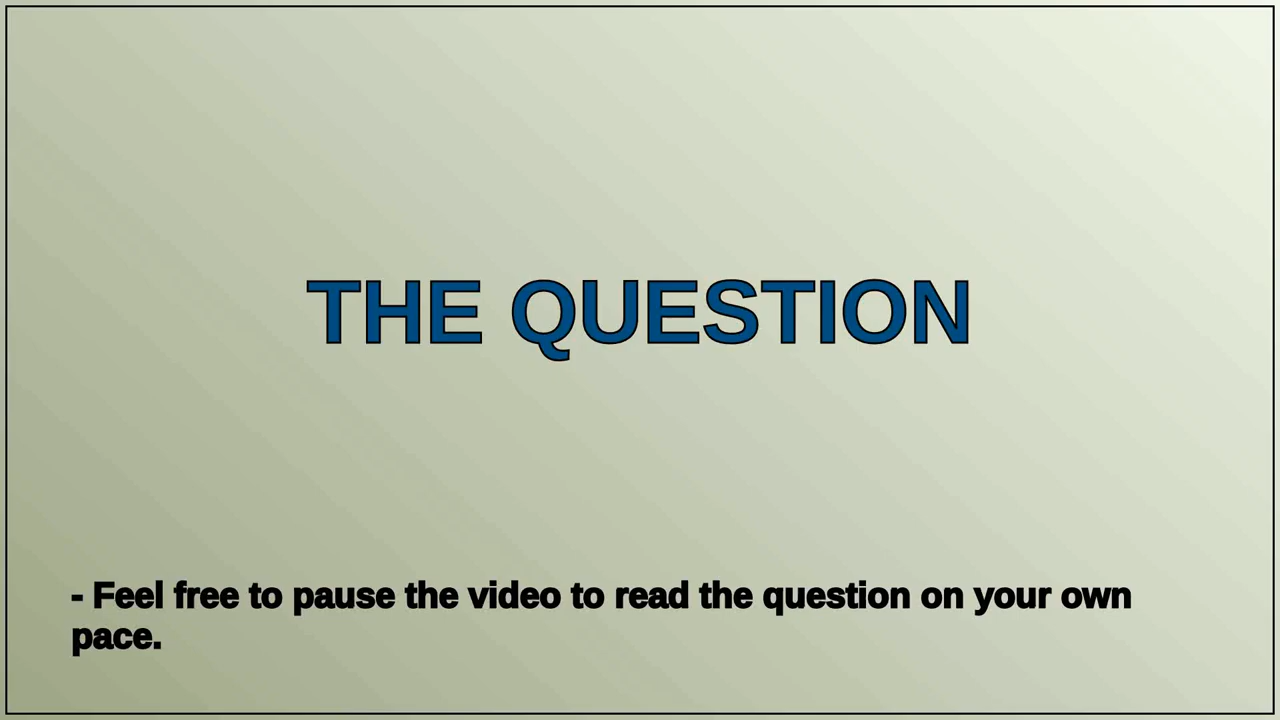 THE QUESTION
- Feel free to pause the video to read the question on your own
pace.